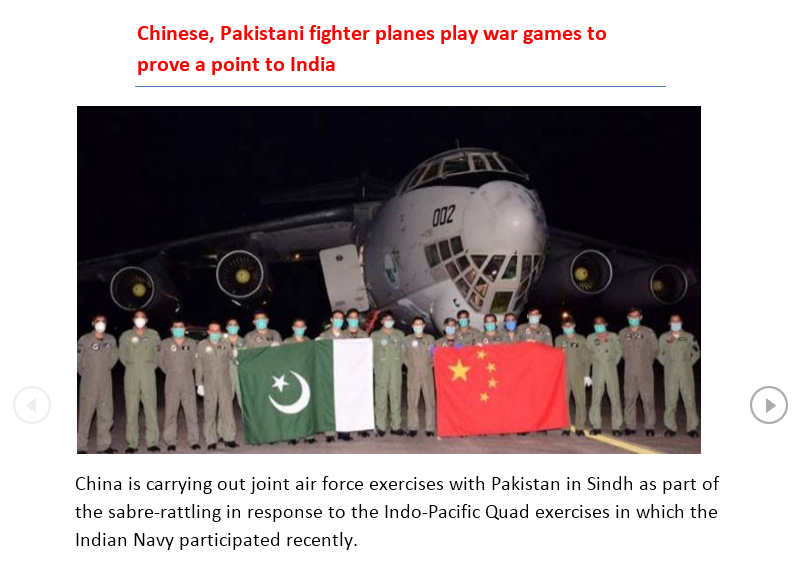 Chinese, Pakistani fighter planes play war games to
prove a point to India
002
China is carrying out joint air force exercises with Pakistan in Sindh as part of
the sabre-rattling in response to the Indo-Pacific Quad exercises in which the
Indian Navy participated recently.